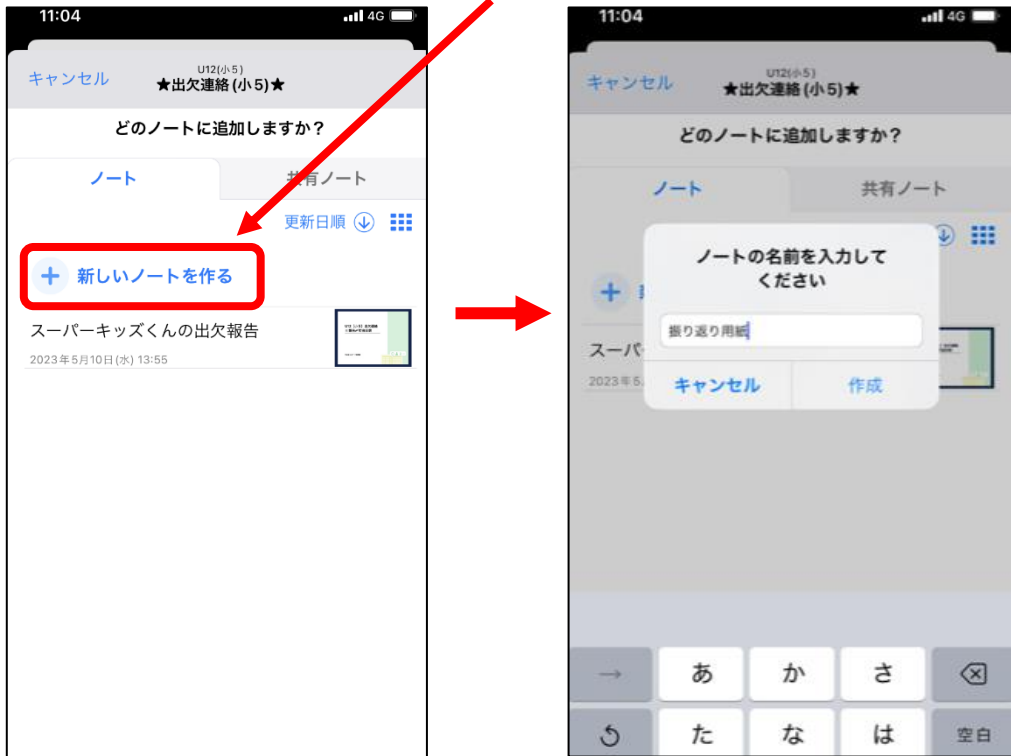 11:04
4G
キャンセル
U12(小5)
★出欠連絡(小5)★
どのノートに追加しますか？
ノート
共有ノート
更新日順
新しいノートを作る
スーパーキッズくんの出欠報告
2023年5月10日(水) 13:55
11:04
4G
キャンセル
U12(小5)
★出欠連絡(小5)★
どのノートに追加しますか？
ノート
共有ノート
ノートの名前を入力して
ください
振り返り用紙
キャンセル
作成
スーパ
2023年5
→
あ
か
さ
た
な
は
空白